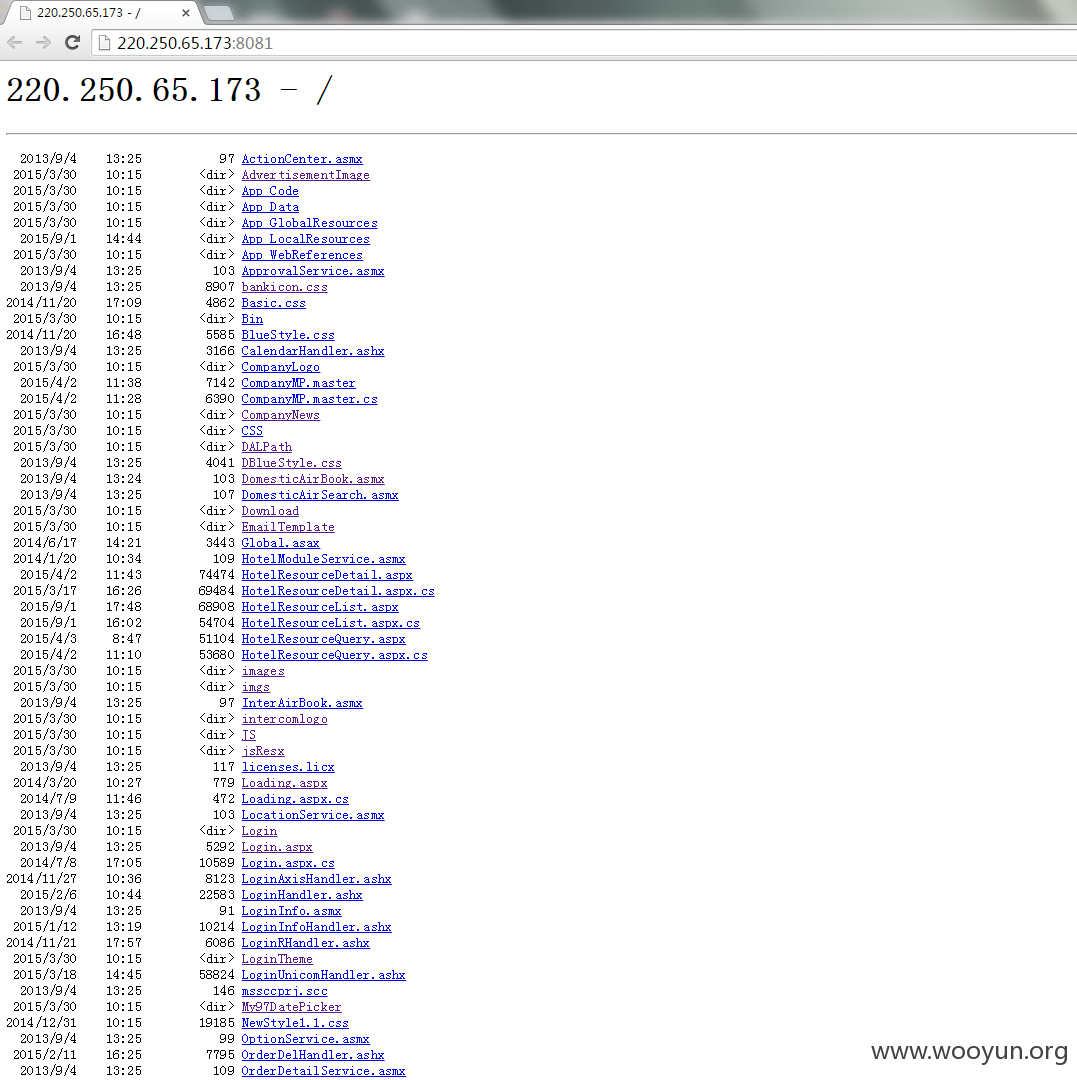 220.250.65.173 - /
220.250.65.173:8081
220.250.65.173 - /
2013/9/4 13:25 97 ActionCenter.asmx
2015/3/30 10:15 <dir> AdvertisementImage
2015/3/30 10:15 <dir> App_Code
2015/3/30 10:15 <dir> App_Data
2015/3/30 10:15 <dir> App_GlobalResources
2015/9/1 14:44 <dir> App_LocalResources
2015/3/30 10:15 <dir> App_WebReferences
2013/9/4 13:25 103 ApprovalService.asmx
2013/9/4 13:25 8907 bankicon.css
2014/11/20 17:09 4862 Basic.css
2015/3/30 10:15 <dir> Bin
2014/11/20 16:48 5585 BlueStyle.css
2013/9/4 13:25 3166 CalendarHandler.ashx
2015/3/30 10:15 <dir> CompanyLogo
2015/4/2 11:38 7142 CompanyMP.master
2015/4/2 11:28 6390 CompanyMP.master.cs
2015/3/30 10:15 <dir> CompanyNews
2015/3/30 10:15 <dir> CSS
2015/3/30 10:15 <dir> DALPath
2013/9/4 13:25 4041 DBlueStyle.css
2013/9/4 13:24 103 DomesticAirBook.asmx
2013/9/4 13:25 107 DomesticAirSearch.asmx
2015/3/30 10:15 <dir> Download
2015/3/30 10:15 <dir> EmailTemplate
2014/6/17 14:21 3443 Global.asax
2014/1/20 10:34 109 HotelModuleService.asmx
2015/4/2 11:43 74474 HotelResourceDetail.aspx
2015/3/17 16:26 69484 HotelResourceDetail.aspx.cs
2015/9/1 17:48 68908 HotelResourceList.aspx
2015/9/1 16:02 54704 HotelResourceList.aspx.cs
2015/4/3 8:47 51104 HotelResourceQuery.aspx
2015/4/2 11:10 53680 HotelResourceQuery.aspx.cs
2015/3/30 10:15 <dir> images
2015/3/30 10:15 <dir> imgs
2013/9/4 13:25 97 InterAirBook.asmx
2015/3/30 10:15 <dir> intercomlogo
2015/3/30 10:15 <dir> JS
2015/3/30 10:15 <dir> jsResx
2013/9/4 13:25 117 licenses.licx
2014/3/20 10:27 779 Loading.aspx
2014/7/9 11:46 472 Loading.aspx.cs
2013/9/4 13:25 103 LocationService.asmx
2015/3/30 10:15 <dir> Login
2013/9/4 13:25 5292 Login.aspx
2014/7/8 17:05 10589 Login.aspx.cs
2014/11/27 10:36 8123 LoginAxisHandler.ashx
2015/2/6 10:44 22583 LoginHandler.ashx
2013/9/4 13:25 91 LoginInfo.asmx
2015/1/12 13:19 10214 LoginInfoHandler.ashx
2014/11/21 17:57 6086 LoginRHandler.ashx
2015/3/30 10:15 <dir> LoginTheme
2015/3/18 14:45 58824 LoginUnicomHandler.ashx
2013/9/4 13:25 146 mssccprj.scc
2015/3/30 10:15 <dir> My97DatePicker
2014/12/31 10:15 19185 NewStyle1.1.css
2013/9/4 13:25 99 OptionService.asmx
2015/2/11 16:25 7795 OrderDelHandler.ashx
2013/9/4 13:25 109 OrderDetailService.asmx
www.wooyun.org